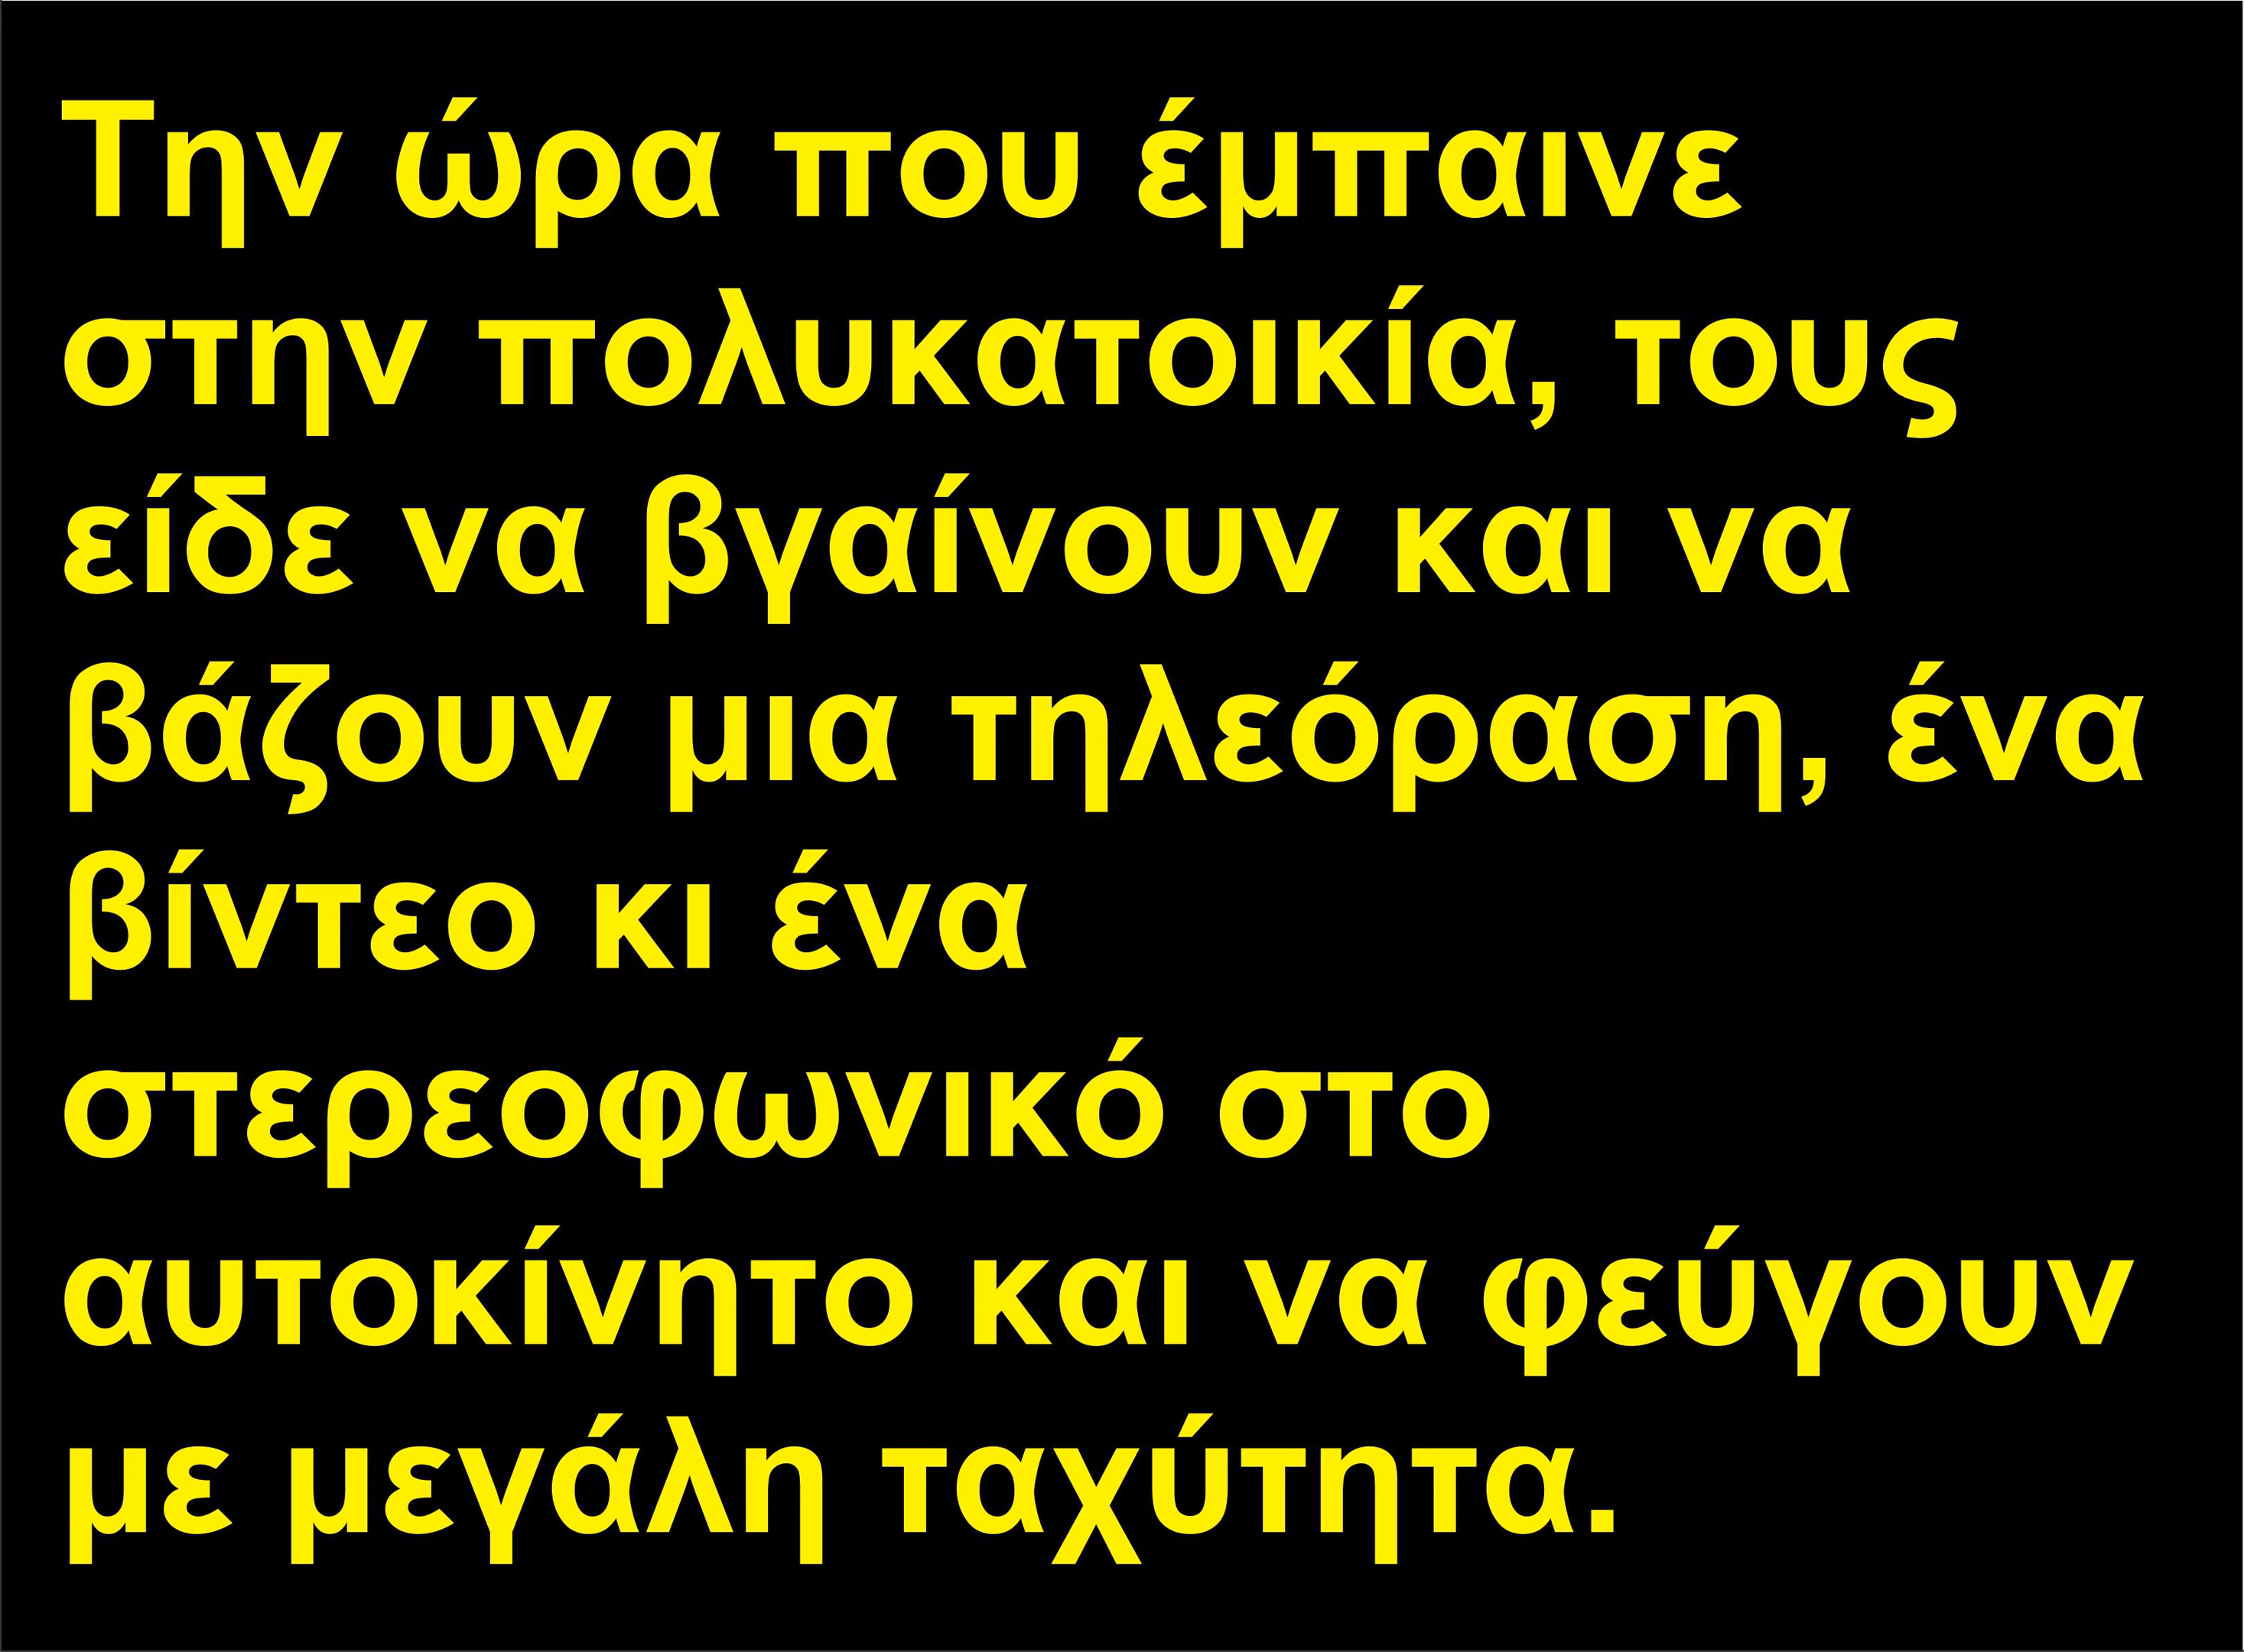 Την ώρα που έμπαινε
στην πολυκατοικία, τους
είδε να βγαίνουν και να
βάζουν μια τηλεόραση, ένα
βίντεο κι ένα
στερεοφωνικό στο
αυτοκίνητο και να φεύγουν
με μεγάλη ταχύτητα.